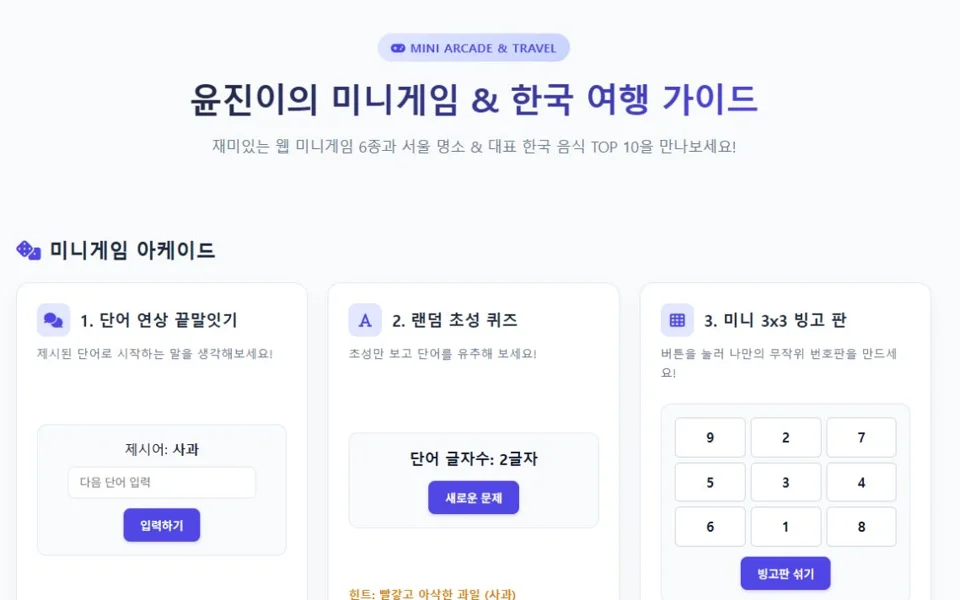 MINI ARCADE & TRAVEL
윤진이의 미니게임 & 한국 여행 가이드
재미있는 웹 미니게임 6종과 서울 명소 & 대표 한국 음식 TOP 10을 만나보세요!
미니게임 아케이드
1. 단어 연상 끝말잇기
제시된 단어로 시작하는 말을 생각해보세요!
제시어: 사과
다음 단어 입력
입력하기
A 2. 랜덤 초성 퀴즈
초성만 보고 단어를 유추해 보세요!
단어 글자수: 2글자
새로운 문제
힌트: 빨갛고 아삭한 과일 (사과)
3. 미니 3x3 빙고 판
버튼을 눌러 나만의 무작위 번호판을 만드세
요!
9 2 7
5 3 4
6 1 8
빙고판 섞기